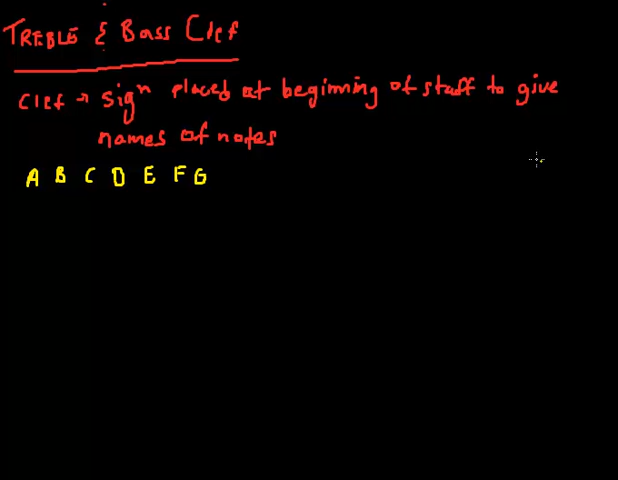 TREBLE & Bass Clef
Clef → sign placed at beginning of staff to give
names of notes
A B C D E F G